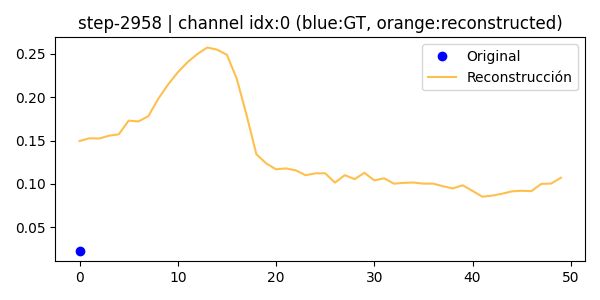 step-2958 | channel idx:0 (blue:GT, orange:reconstructed)
Original
Reconstrucción
0.25
0.20
0.15
0.10
0.05
0 10 20 30 40 50